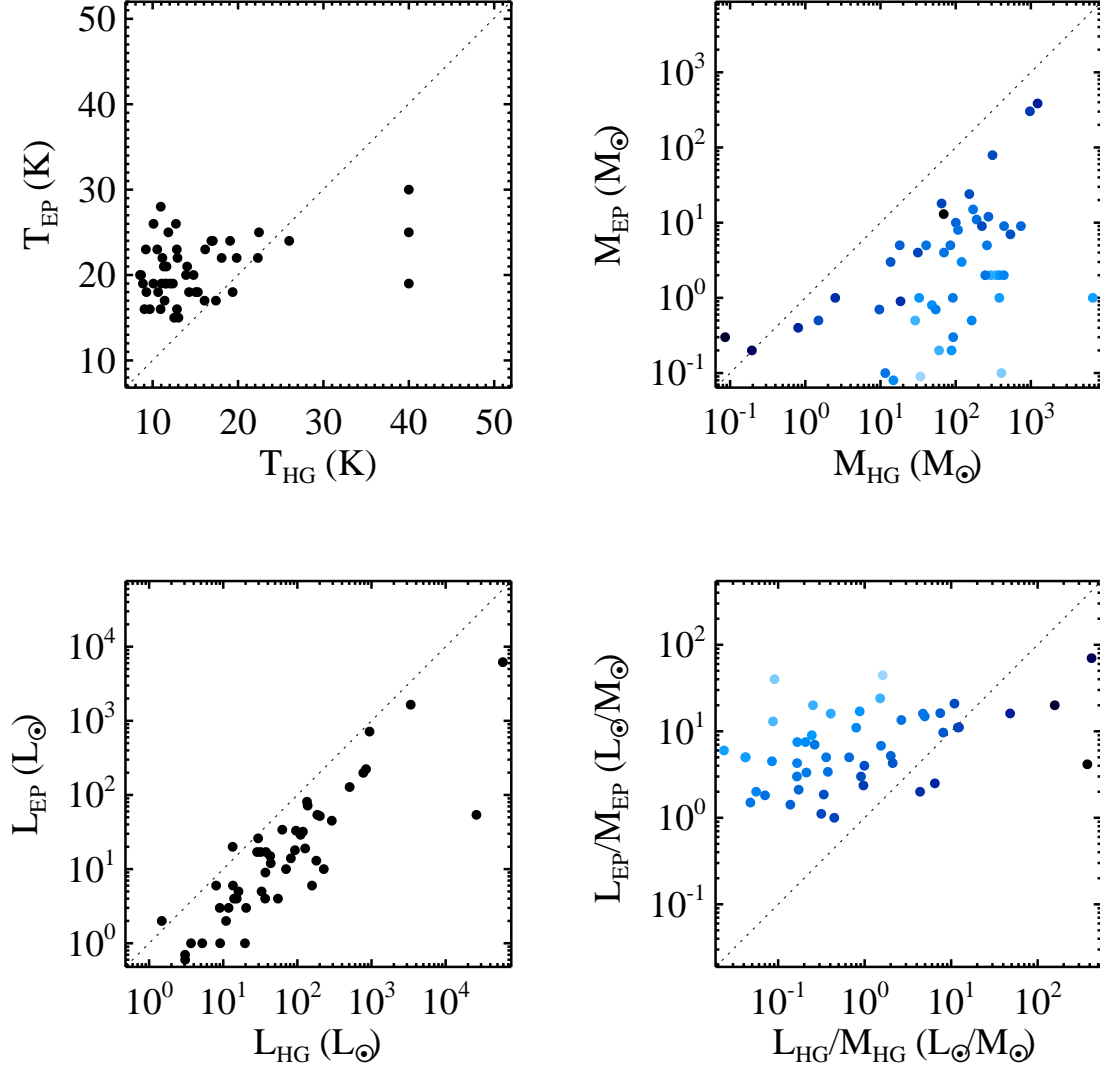 50
40
30
20
10
T_EP (K)
10 20 30 40 50
T_HG (K)
10^3
10^2
10^1
10^0
10^-1
M_EP (M_⊙)
10^-1 10^0 10^1 10^2 10^3
M_HG (M_⊙)
10^4
10^3
10^2
10^1
10^0
L_EP (L_⊙)
10^0 10^1 10^2 10^3 10^4
L_HG (L_⊙)
10^2
10^1
10^0
10^-1
L_EP/M_EP (L_⊙/M_⊙)
10^-1 10^0 10^1 10^2
L_HG/M_HG (L_⊙/M_⊙)